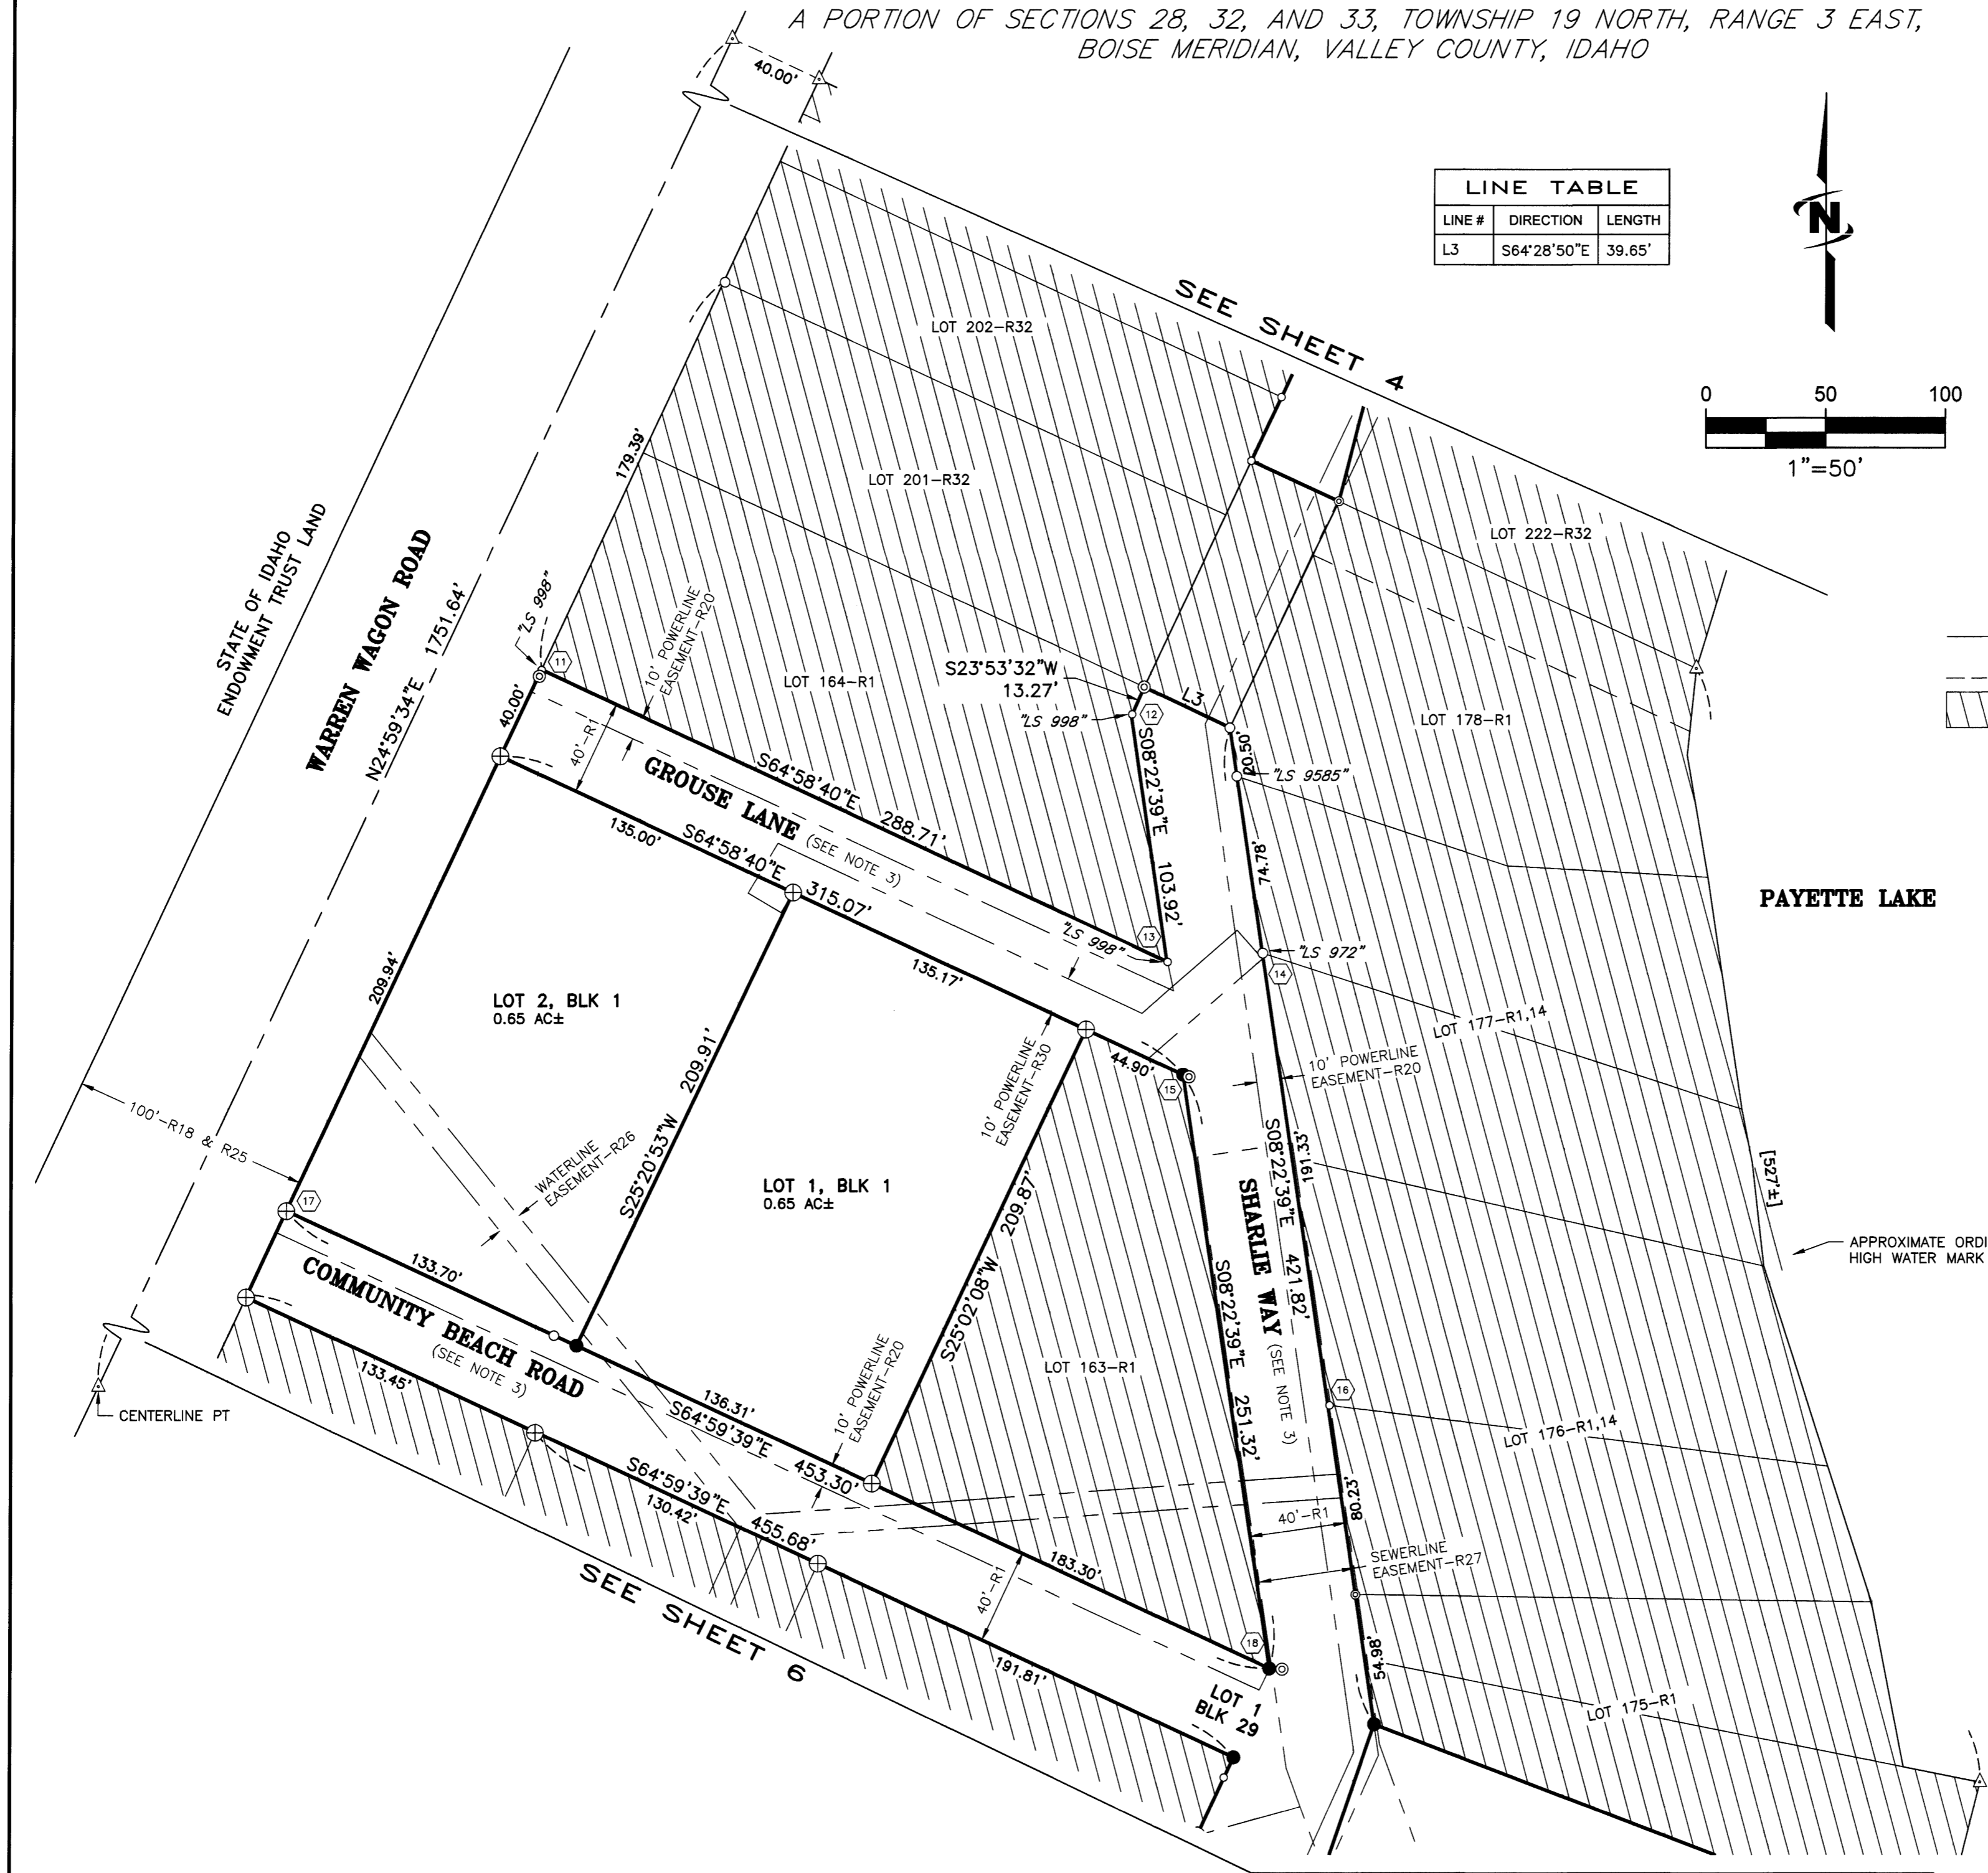 A PORTION OF SECTIONS 28, 32, AND 33, TOWNSHIP 19 NORTH, RANGE 3 EAST,
BOISE MERIDIAN, VALLEY COUNTY, IDAHO
40.00'
LINE TABLE
LINE # DIRECTION LENGTH
L3 S64°28'50"E 39.65'
N
0 50 100
1"=50'
SEE SHEET 4
LOT 202-R32
LOT 201-R32
LOT 222-R32
179.39'
STATE OF IDAHO
ENDOWMENT TRUST LAND
WARREN WAGON ROAD
N24°59'34"E 1751.64'
"LS 998"
11
10' POWERLINE
EASEMENT-R20
LOT 164-R1
S23°53'32"W
13.27'
"LS 998"
12
L3
LOT 178-R1
40.00'
40'-R1
GROUSE LANE (SEE NOTE 3)
S64°58'40"E 288.71'
S08°22'39"E 103.92'
20.50'
"LS 9585"
74.78'
135.00'
S64°58'40"E 315.07'
"LS 998"
13
"LS 972"
14
PAYETTE LAKE
135.17'
209.94'
LOT 2, BLK 1
0.65 AC±
S25°20'53"W 209.91'
10' POWERLINE
EASEMENT-R30
44.90'
15
LOT 177-R1,14
10' POWERLINE
EASEMENT-R20
100'-R18 & R25
WATERLINE
EASEMENT-R26
LOT 1, BLK 1
0.65 AC±
S25°02'08"W 209.87'
S08°22'39"E 421.82'
191.33'
SHARLIE WAY (SEE NOTE 3)
[527'±]
APPROXIMATE ORDI
HIGH WATER MARK
17
133.70'
COMMUNITY BEACH ROAD
(SEE NOTE 3)
133.45'
CENTERLINE PT
136.31'
S64°59'39"E 453.30'
10' POWERLINE
EASEMENT-R20
LOT 163-R1
S08°22'39"E 251.32'
16
LOT 176-R1,14
S64°59'39"E 455.68'
130.42'
80.23'
40'-R1
SEWERLINE
EASEMENT-R27
183.30'
40'-R1
SEE SHEET 6
191.81'
18
54.98'
LOT 1
BLK 29
LOT 175-R1